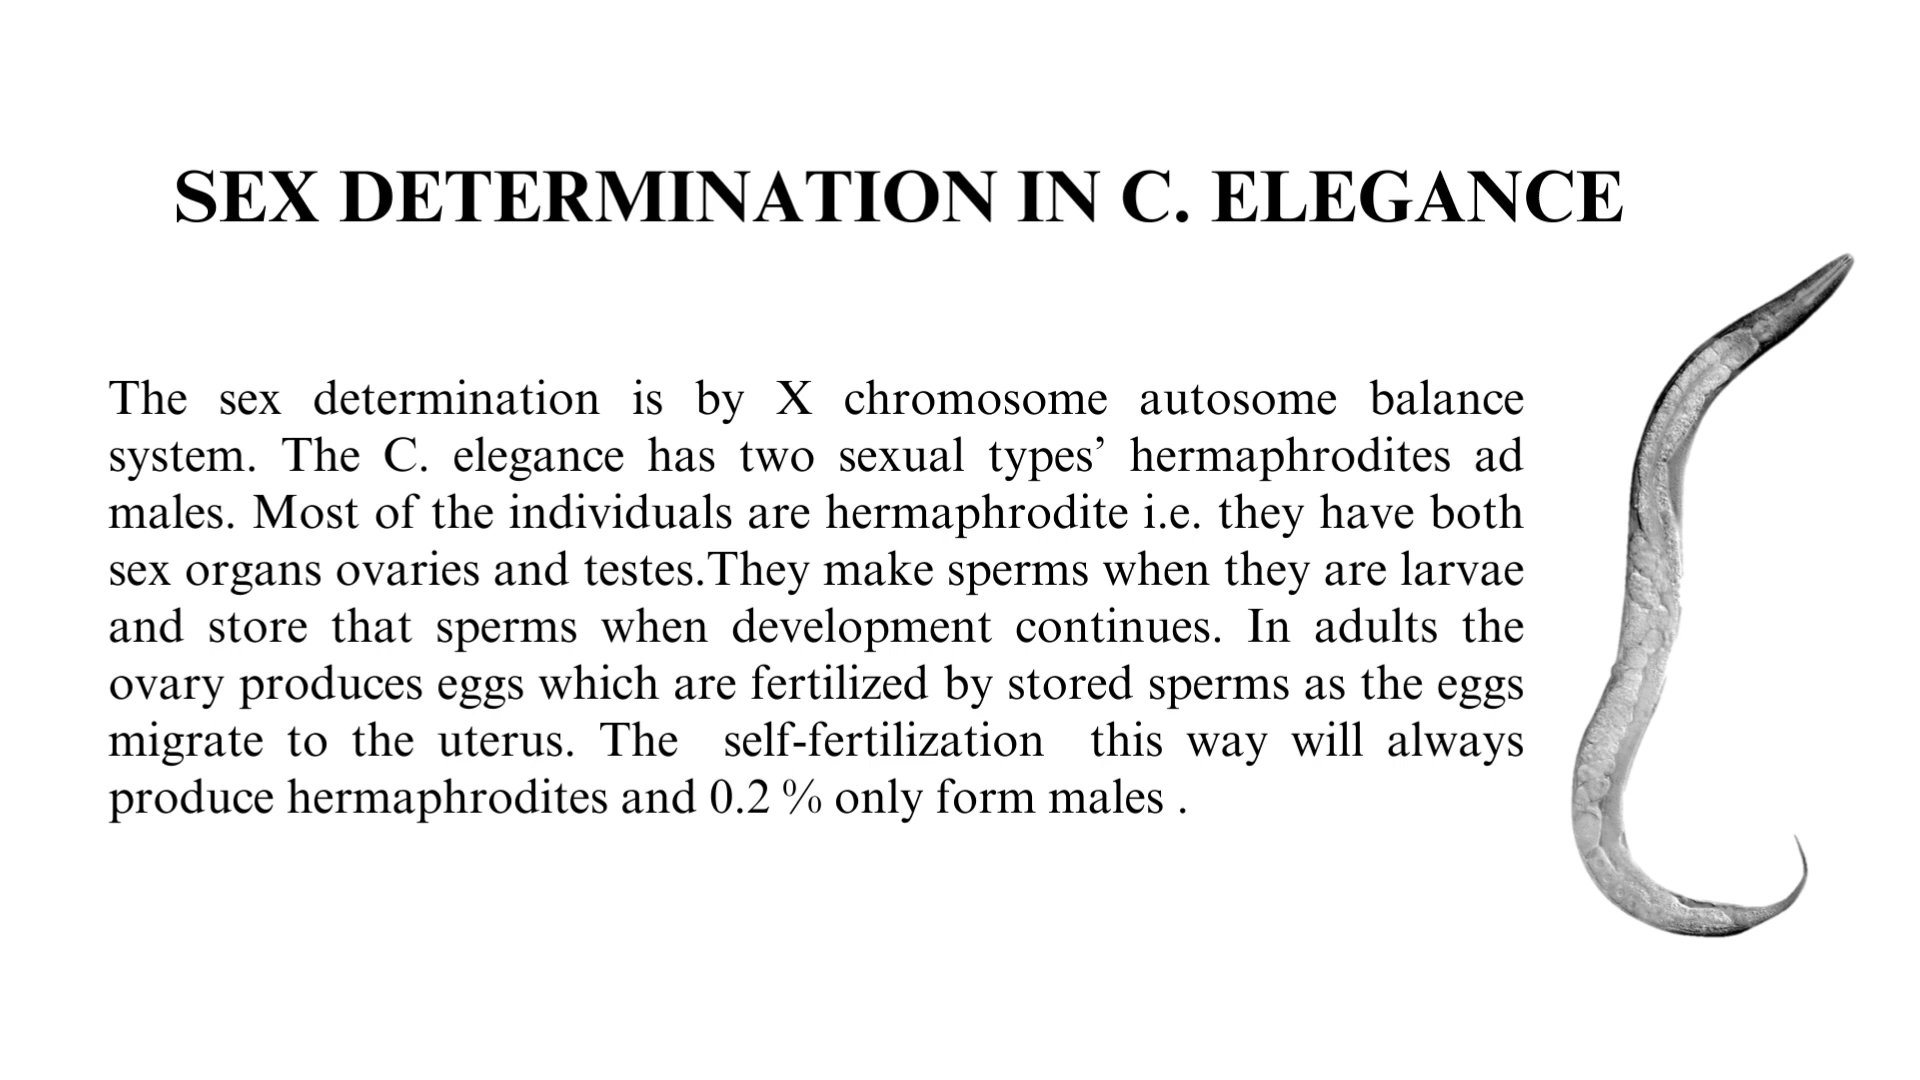 SEX DETERMINATION IN C. ELEGANCE
The sex determination is by X chromosome autosome balance
system. The C. elegance has two sexual types’ hermaphrodites ad
males. Most of the individuals are hermaphrodite i.e. they have both
sex organs ovaries and testes.They make sperms when they are larvae
and store that sperms when development continues. In adults the
ovary produces eggs which are fertilized by stored sperms as the eggs
migrate to the uterus. The self-fertilization this way will always
produce hermaphrodites and 0.2 % only form males .